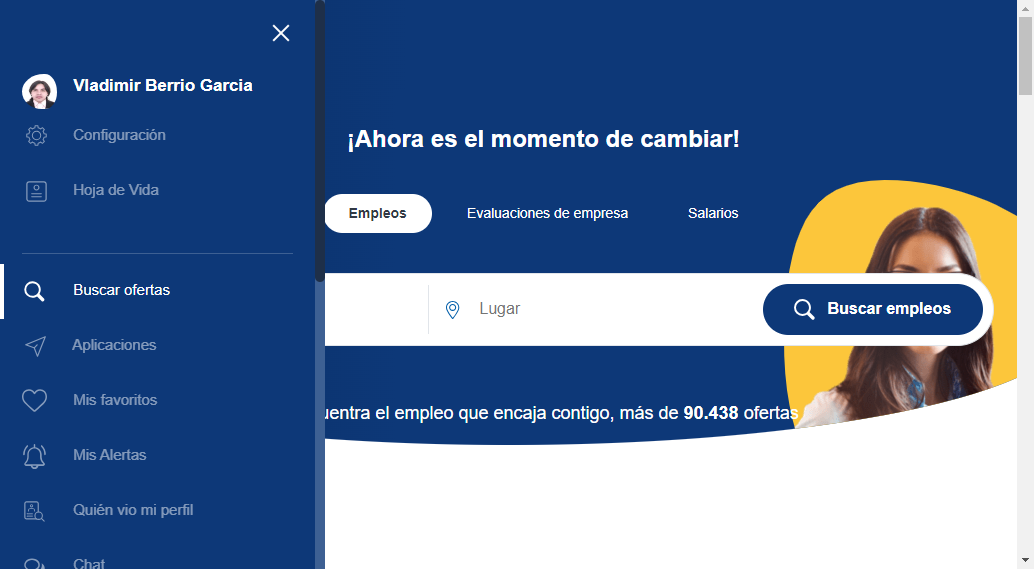 Vladimir Berrio Garcia
Configuración
Hoja de Vida
Buscar ofertas
Aplicaciones
Mis favoritos
Mis Alertas
Quién vio mi perfil
Chat
¡Ahora es el momento de cambiar!
Empleos Evaluaciones de empresa Salarios
Lugar Buscar empleos
el empleo que encaja contigo, más de 90.438 ofertas